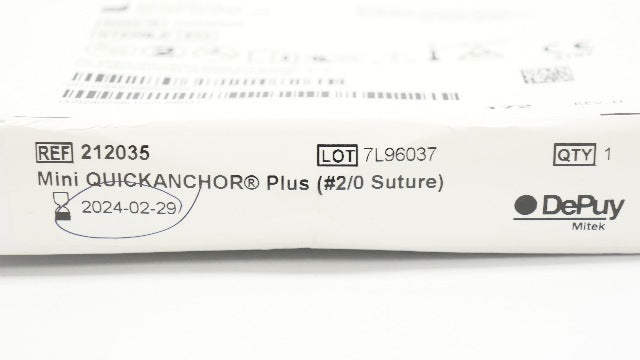 REF 212035
LOT 7L96037
QTY 1
Mini QUICKANCHOR® Plus (#2/0 Suture)
2024-02-29
DePuy
Mitek